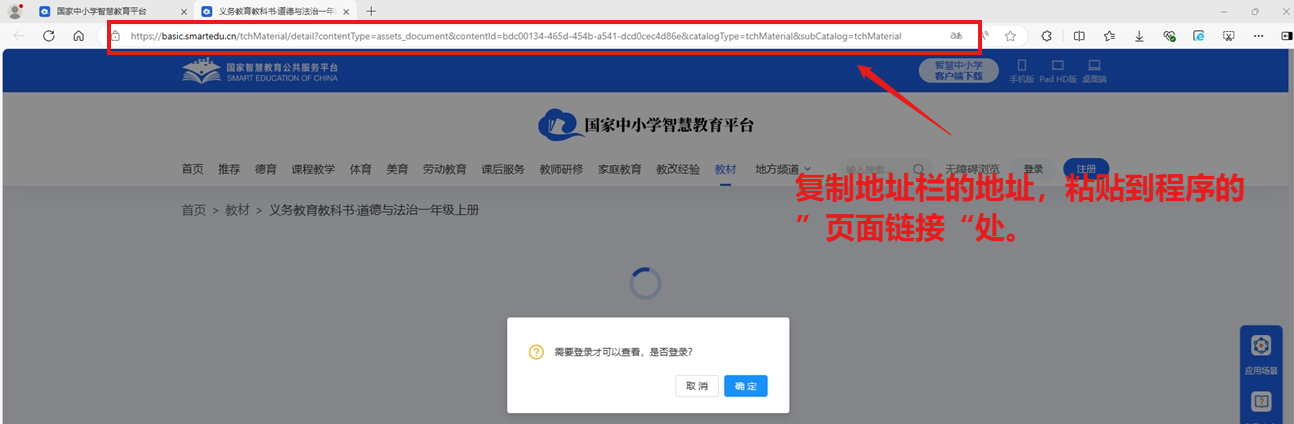 国家中小学智慧教育平台
义务教育教科书·道德与法治一年
https://basic.smartedu.cn/tchMaterial/detail?contentType=assets_document&contentId=bdc00134-465d-454b-a541-dcd0cec4d86e&catalogType=tchMaterial&subCatalog=tchMaterial
国家智慧教育公共服务平台
SMART EDUCATION OF CHINA
智慧中小学
客户端下载
手机版 Pad HD版 桌面端
国家中小学智慧教育平台
首页 推荐 德育 课程教学 体育 美育 劳动教育 课后服务 教师研修 家庭教育 教改经验 教材 地方频道 输入搜索 无障碍浏览 登录 注册
复制地址栏的地址，粘贴到程序的
”页面链接“处。
首页 > 教材 > 义务教育教科书·道德与法治一年级上册
需要登录才可以查看，是否登录?
取消 确定
应用场景